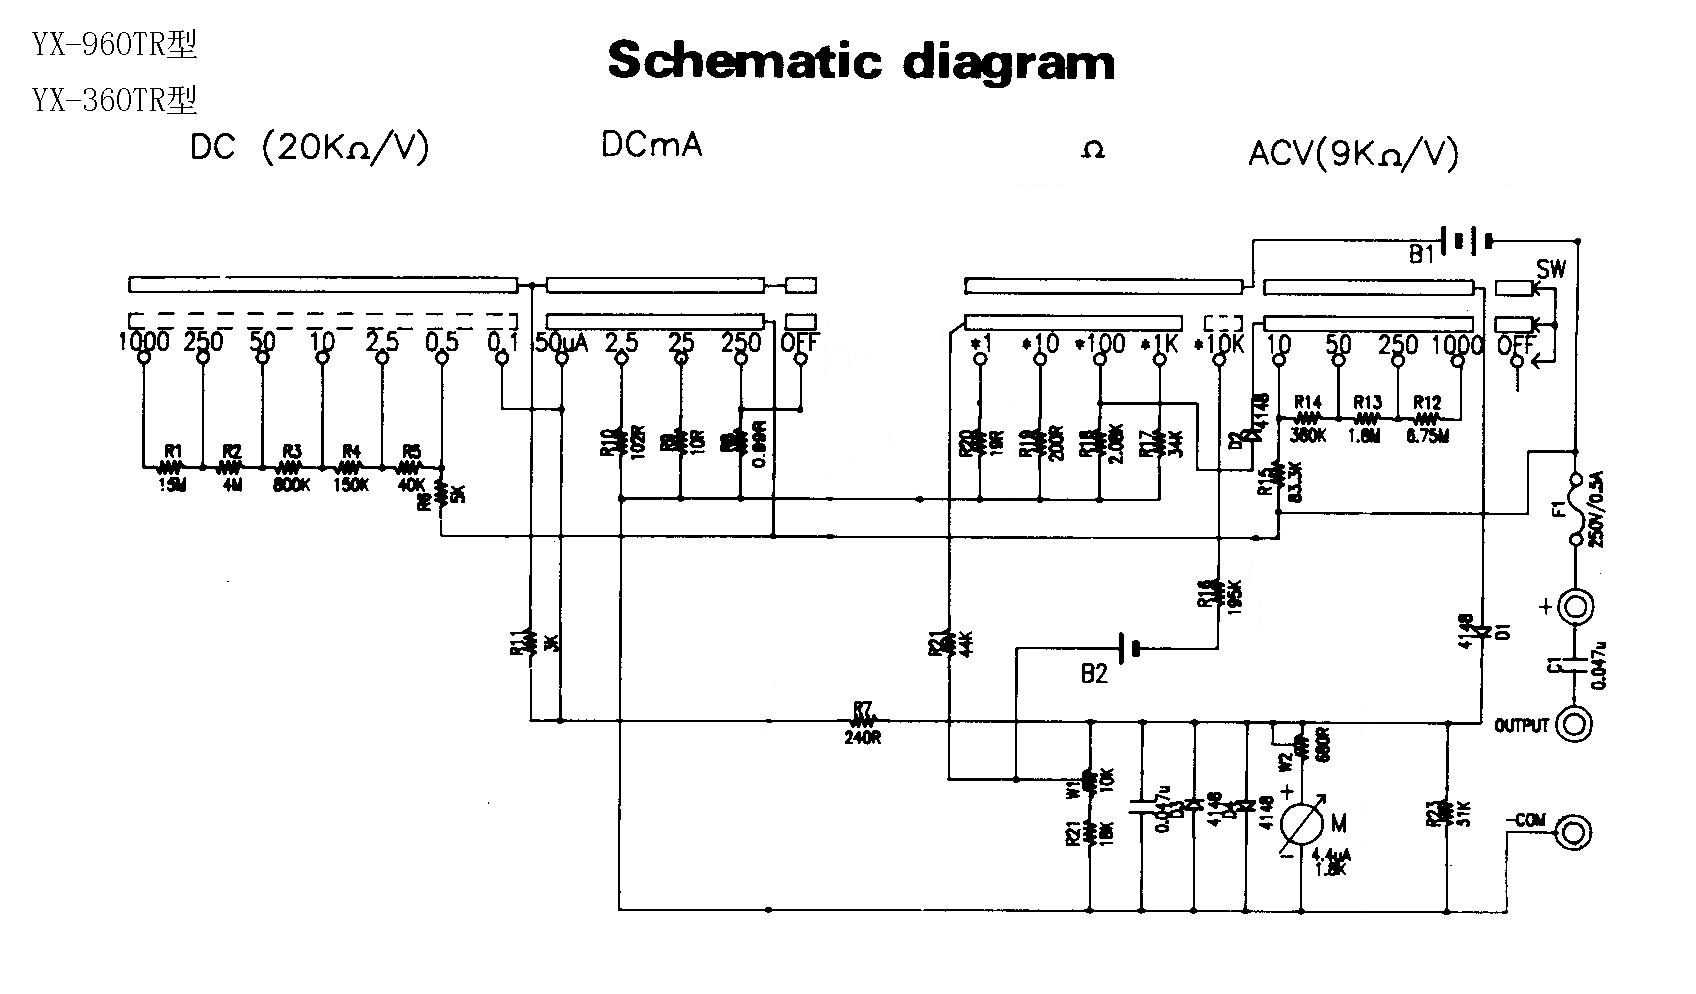 YX-960TR型
Schematic diagram
YX-360TR型
DC (20KΩ/V)
DCmA
Ω
ACV(9KΩ/V)
B1
SW
1000 250 50 10 2.5 0.5 0.1 50uA 2.5 25 250 OFF
*1 *10 *100 *1K *10K 10 50 250 1000 OFF
R1 R2 R3 R4 R5
15M 4M 800K 150K 40K
R6 5K
R10 102R
R9 10R
R8 0.99R
R20 18R
R19 200R
R18 2.08K
R17 34K
D2 4148
R14 R13 R12
360K 1.8M 6.75M
R15 83.3K
F1 250V/0.5A
R11 3K
R21 44K
R16 195K
B2
4148 D1
+
C1 0.047u
R7
240R
OUTPUT
W1 10K
R21 18K
0.047u
D3 4148
4148
W2 680R
+
M
-
4.4uA
1.8K
R23 31K
-COM